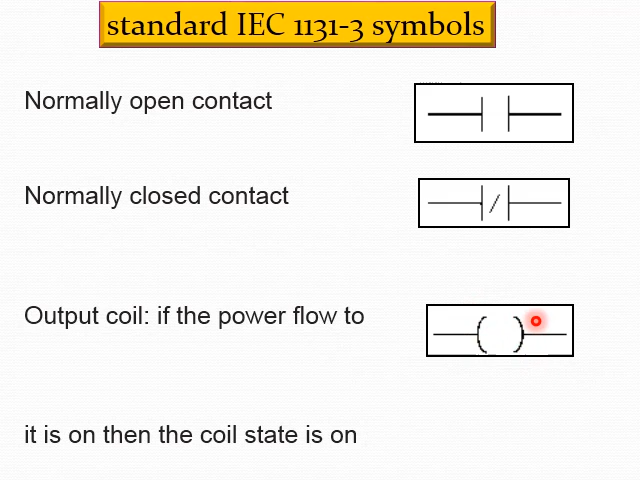 standard IEC 1131-3 symbols
Normally open contact
Normally closed contact
Output coil: if the power flow to
it is on then the coil state is on